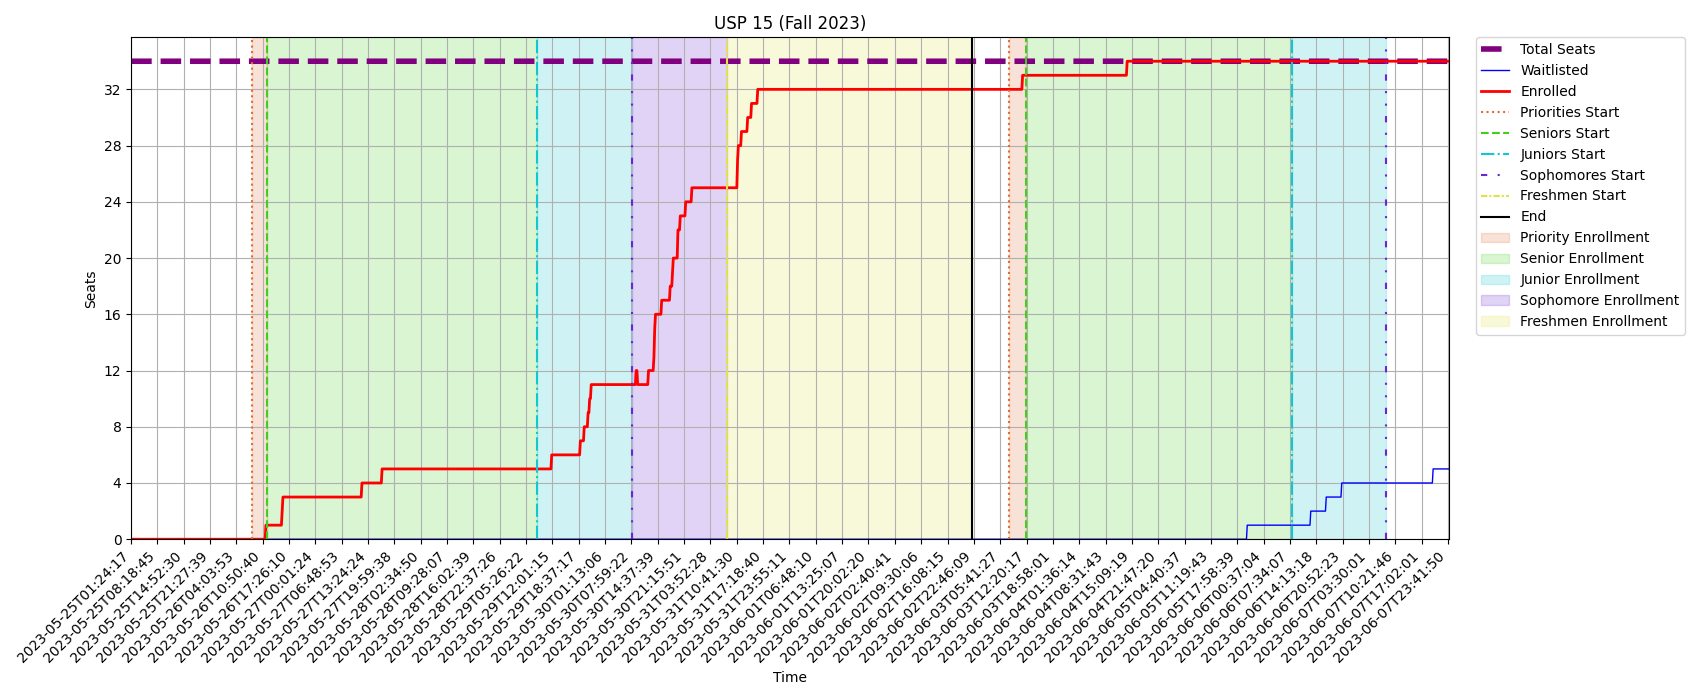 USP 15 (Fall 2023)
Total Seats
Waitlisted
Enrolled
Priorities Start
Seniors Start
Juniors Start
Sophomores Start
Freshmen Start
End
Priority Enrollment
Senior Enrollment
Junior Enrollment
Sophomore Enrollment
Freshmen Enrollment
Seats
32
28
24
20
16
12
8
4
0
2023-05-25T01:24:17
2023-05-25T08:18:45
2023-05-25T14:52:30
2023-05-25T21:27:39
2023-05-26T04:03:53
2023-05-26T10:50:40
2023-05-26T17:26:10
2023-05-27T00:01:24
2023-05-27T06:48:53
2023-05-27T13:24:24
2023-05-27T19:59:38
2023-05-28T02:34:50
2023-05-28T09:28:07
2023-05-28T16:02:39
2023-05-28T22:37:26
2023-05-29T05:26:22
2023-05-29T12:01:15
2023-05-29T18:37:17
2023-05-30T01:13:06
2023-05-30T07:59:22
2023-05-30T14:37:39
2023-05-30T21:15:51
2023-05-31T03:52:28
2023-05-31T10:41:30
2023-05-31T17:18:40
2023-05-31T23:55:11
2023-06-01T06:48:10
2023-06-01T13:25:07
2023-06-01T20:02:20
2023-06-02T02:40:41
2023-06-02T09:30:06
2023-06-02T16:08:15
2023-06-02T22:46:09
2023-06-03T05:41:27
2023-06-03T12:20:17
2023-06-03T18:58:01
2023-06-04T01:36:14
2023-06-04T08:31:43
2023-06-04T15:09:19
2023-06-04T21:47:20
2023-06-05T04:40:37
2023-06-05T11:19:43
2023-06-05T17:58:39
2023-06-06T00:37:04
2023-06-06T07:34:07
2023-06-06T14:13:18
2023-06-06T20:52:23
2023-06-07T03:30:01
2023-06-07T10:21:46
2023-06-07T17:02:01
2023-06-07T23:41:50
Time